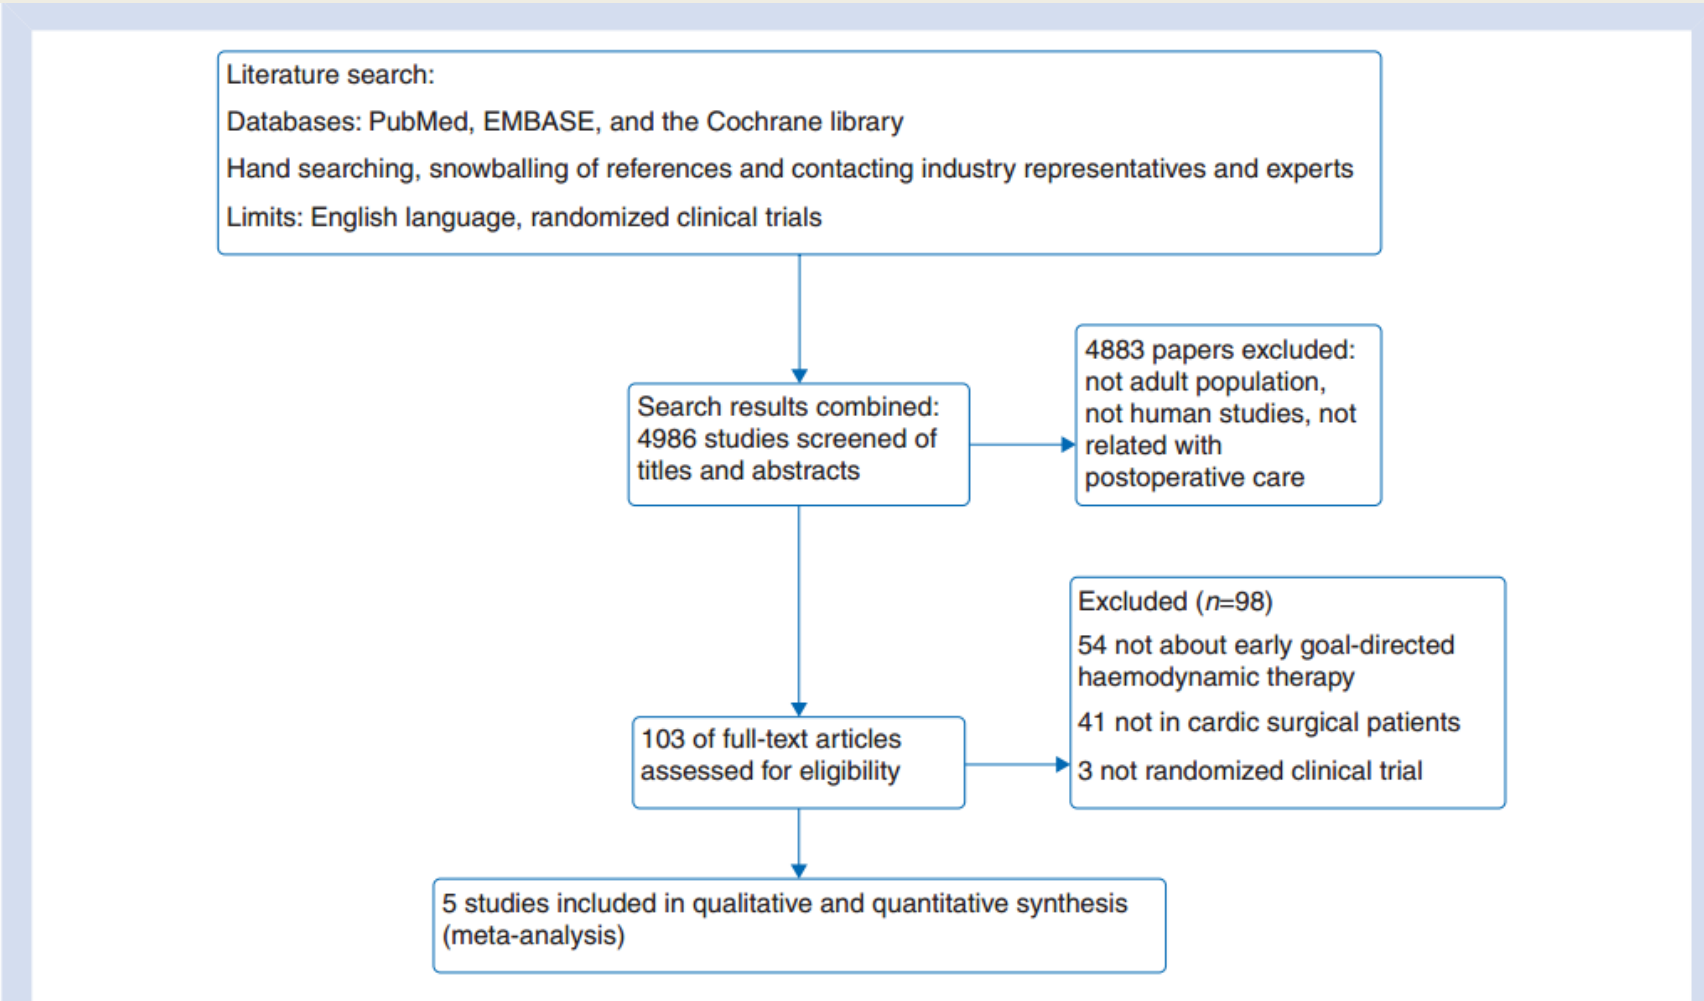 Literature search:
Databases: PubMed, EMBASE, and the Cochrane library
Hand searching, snowballing of references and contacting industry representatives and experts
Limits: English language, randomized clinical trials
4883 papers excluded:
not adult population,
not human studies, not
related with
postoperative care
Search results combined:
4986 studies screened of
titles and abstracts
Excluded (n=98)
54 not about early goal-directed
haemodynamic therapy
41 not in cardic surgical patients
3 not randomized clinical trial
103 of full-text articles
assessed for eligibility
5 studies included in qualitative and quantitative synthesis
(meta-analysis)